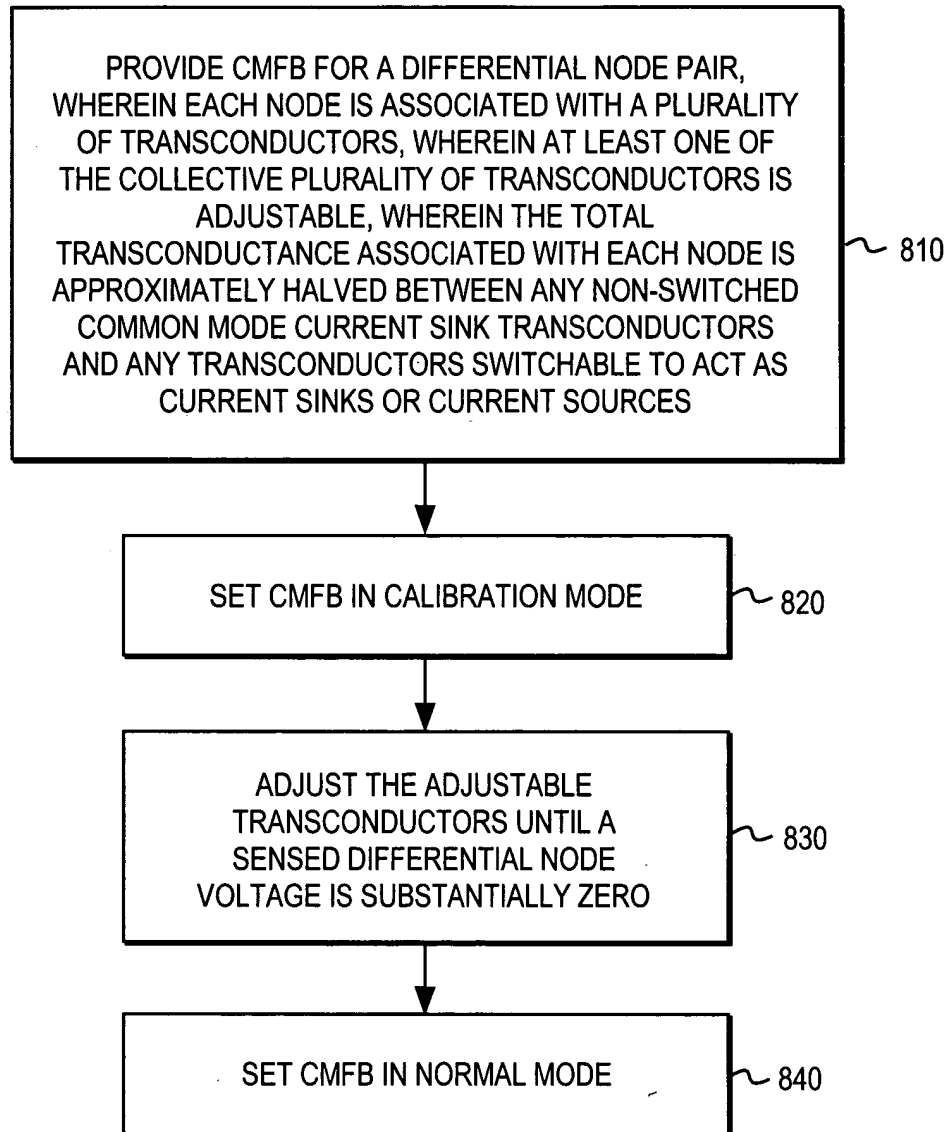 PROVIDE CMFB FOR A DIFFERENTIAL NODE PAIR,
WHEREIN EACH NODE IS ASSOCIATED WITH A PLURALITY
OF TRANSCONDUCTORS, WHEREIN AT LEAST ONE OF
THE COLLECTIVE PLURALITY OF TRANSCONDUCTORS IS
ADJUSTABLE, WHEREIN THE TOTAL
TRANSCONDUCTANCE ASSOCIATED WITH EACH NODE IS
APPROXIMATELY HALVED BETWEEN ANY NON-SWITCHED
COMMON MODE CURRENT SINK TRANSCONDUCTORS
AND ANY TRANSCONDUCTORS SWITCHABLE TO ACT AS
CURRENT SINKS OR CURRENT SOURCES
810
SET CMFB IN CALIBRATION MODE
820
ADJUST THE ADJUSTABLE
TRANSCONDUCTORS UNTIL A
SENSED DIFFERENTIAL NODE
VOLTAGE IS SUBSTANTIALLY ZERO
830
SET CMFB IN NORMAL MODE
840